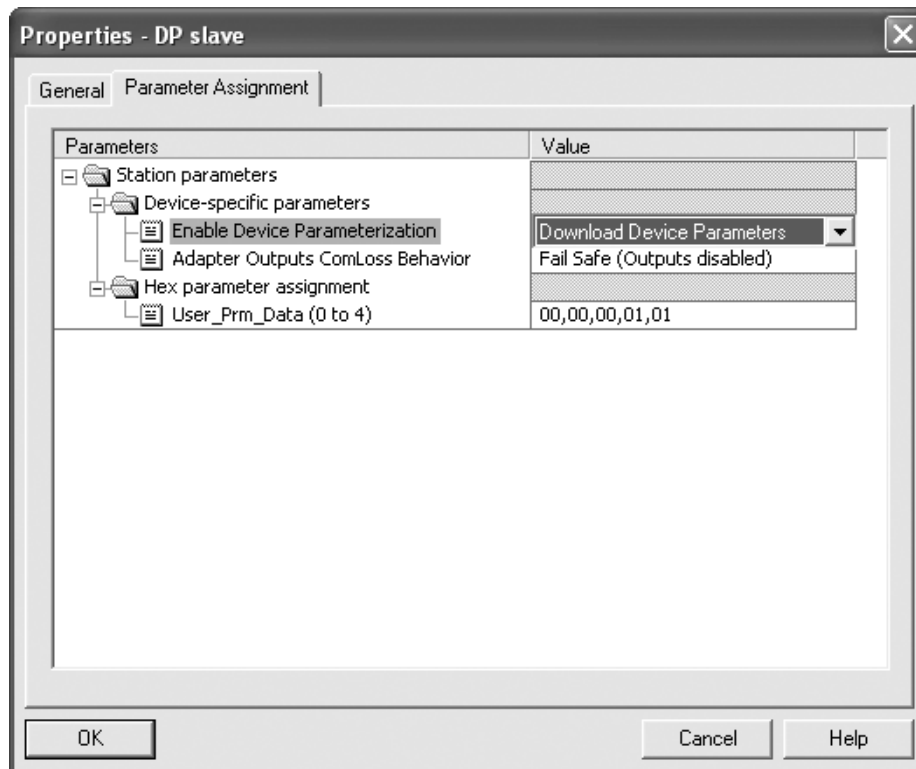 Properties - DP slave
General Parameter Assignment
Parameters Value
Station parameters
Device-specific parameters
Enable Device Parameterization Download Device Parameters
Adapter Outputs ComLoss Behavior Fail Safe (Outputs disabled)
Hex parameter assignment
User_Prm_Data (0 to 4) 00,00,00,01,01
OK Cancel Help